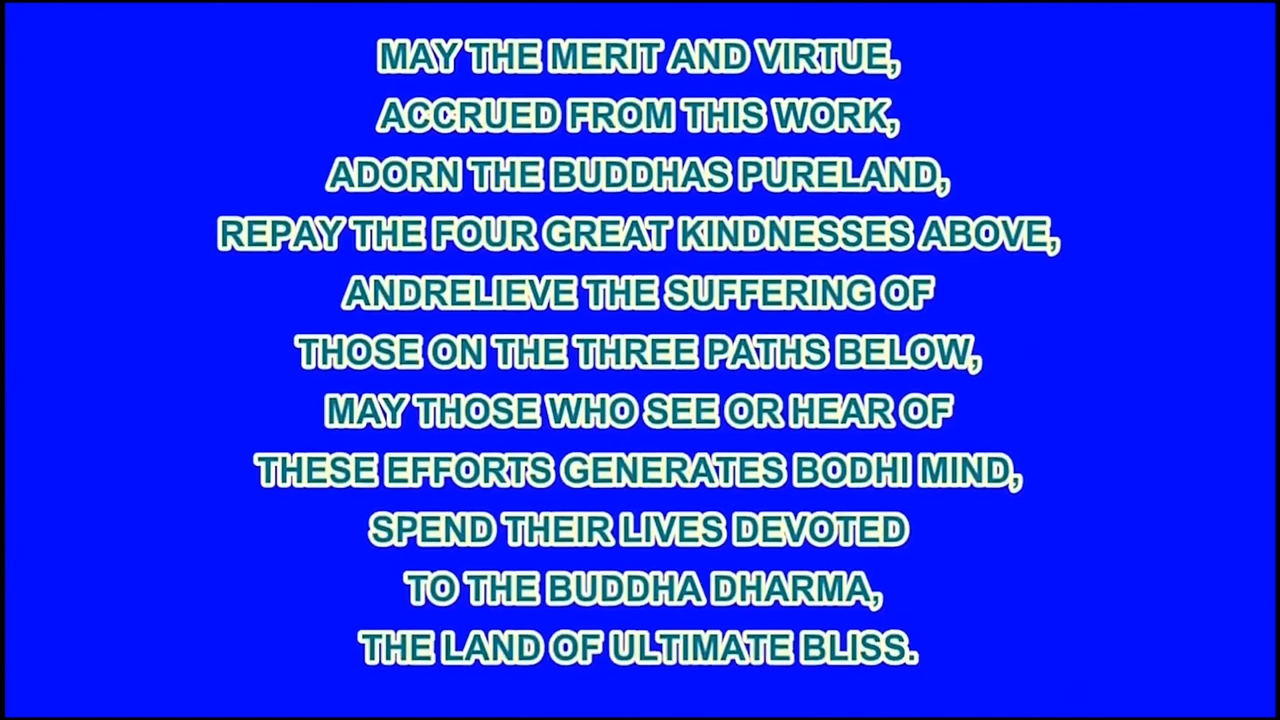 MAY THE MERIT AND VIRTUE,
ACCRUED FROM THIS WORK,
ADORN THE BUDDHAS PURELAND,
REPAY THE FOUR GREAT KINDNESSES ABOVE,
ANDRELIEVE THE SUFFERING OF
THOSE ON THE THREE PATHS BELOW,
MAY THOSE WHO SEE OR HEAR OF
THESE EFFORTS GENERATES BODHI MIND,
SPEND THEIR LIVES DEVOTED
TO THE BUDDHA DHARMA,
THE LAND OF ULTIMATE BLISS.